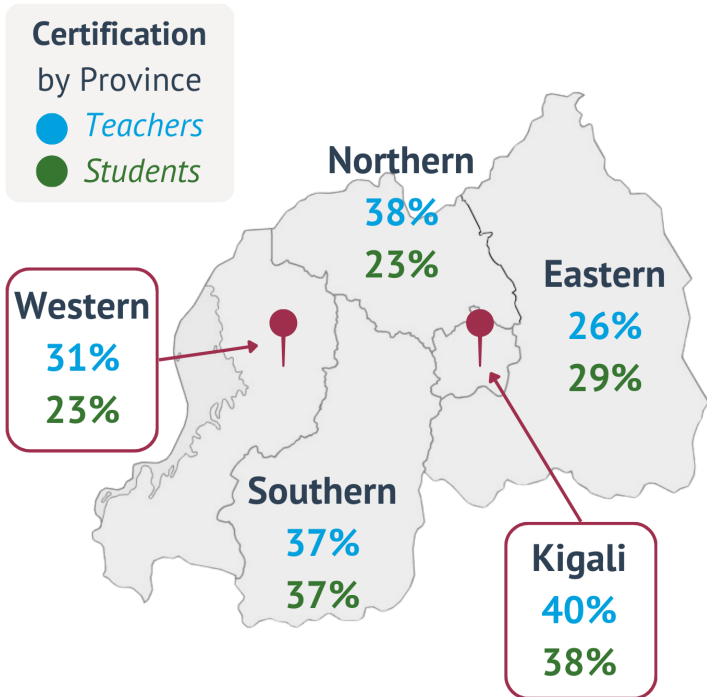 Certification
by Province
Teachers
Students
Northern
38%
23%
Eastern
26%
29%
Western
31%
23%
Southern
37%
37%
Kigali
40%
38%